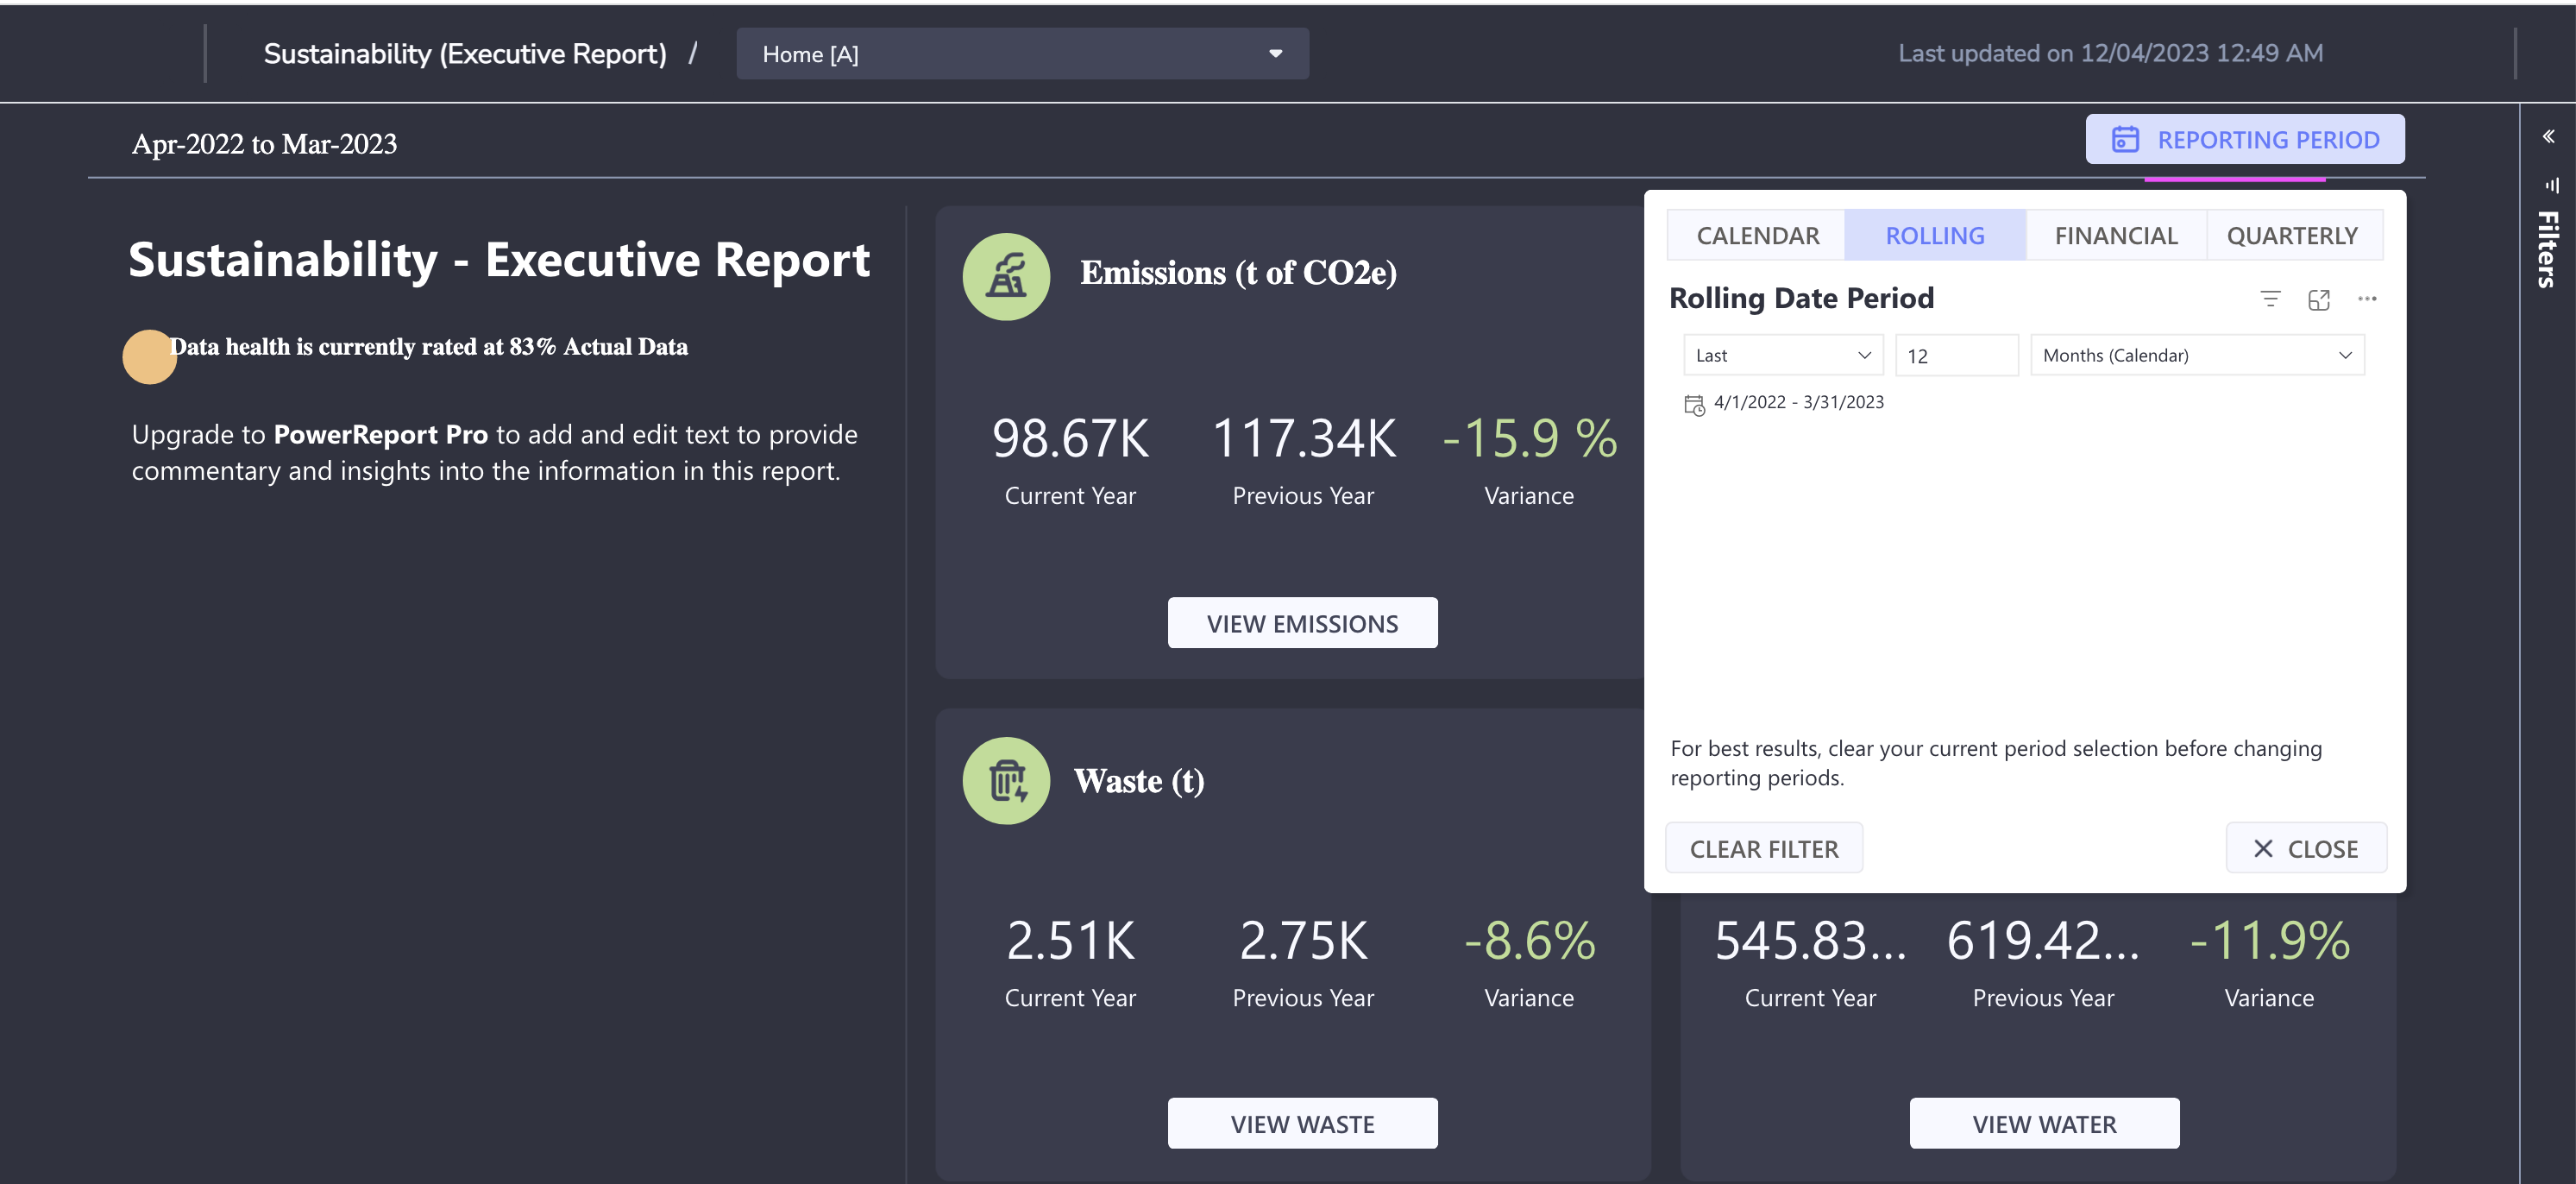 Sustainability (Executive Report) /
Home [A]
Last updated on 12/04/2023 12:49 AM
Apr-2022 to Mar-2023
REPORTING PERIOD
Filters
Sustainability - Executive Report
Data health is currently rated at 83% Actual Data
Upgrade to PowerReport Pro to add and edit text to provide
commentary and insights into the information in this report.
Emissions (t of CO2e)
98.67K 117.34K -15.9 %
Current Year Previous Year Variance
VIEW EMISSIONS
CALENDAR ROLLING FINANCIAL QUARTERLY
Rolling Date Period
Last 12 Months (Calendar)
4/1/2022 - 3/31/2023
For best results, clear your current period selection before changing
reporting periods.
CLEAR FILTER CLOSE
Waste (t)
2.51K 2.75K -8.6%
Current Year Previous Year Variance
VIEW WASTE
545.83... 619.42... -11.9%
Current Year Previous Year Variance
VIEW WATER